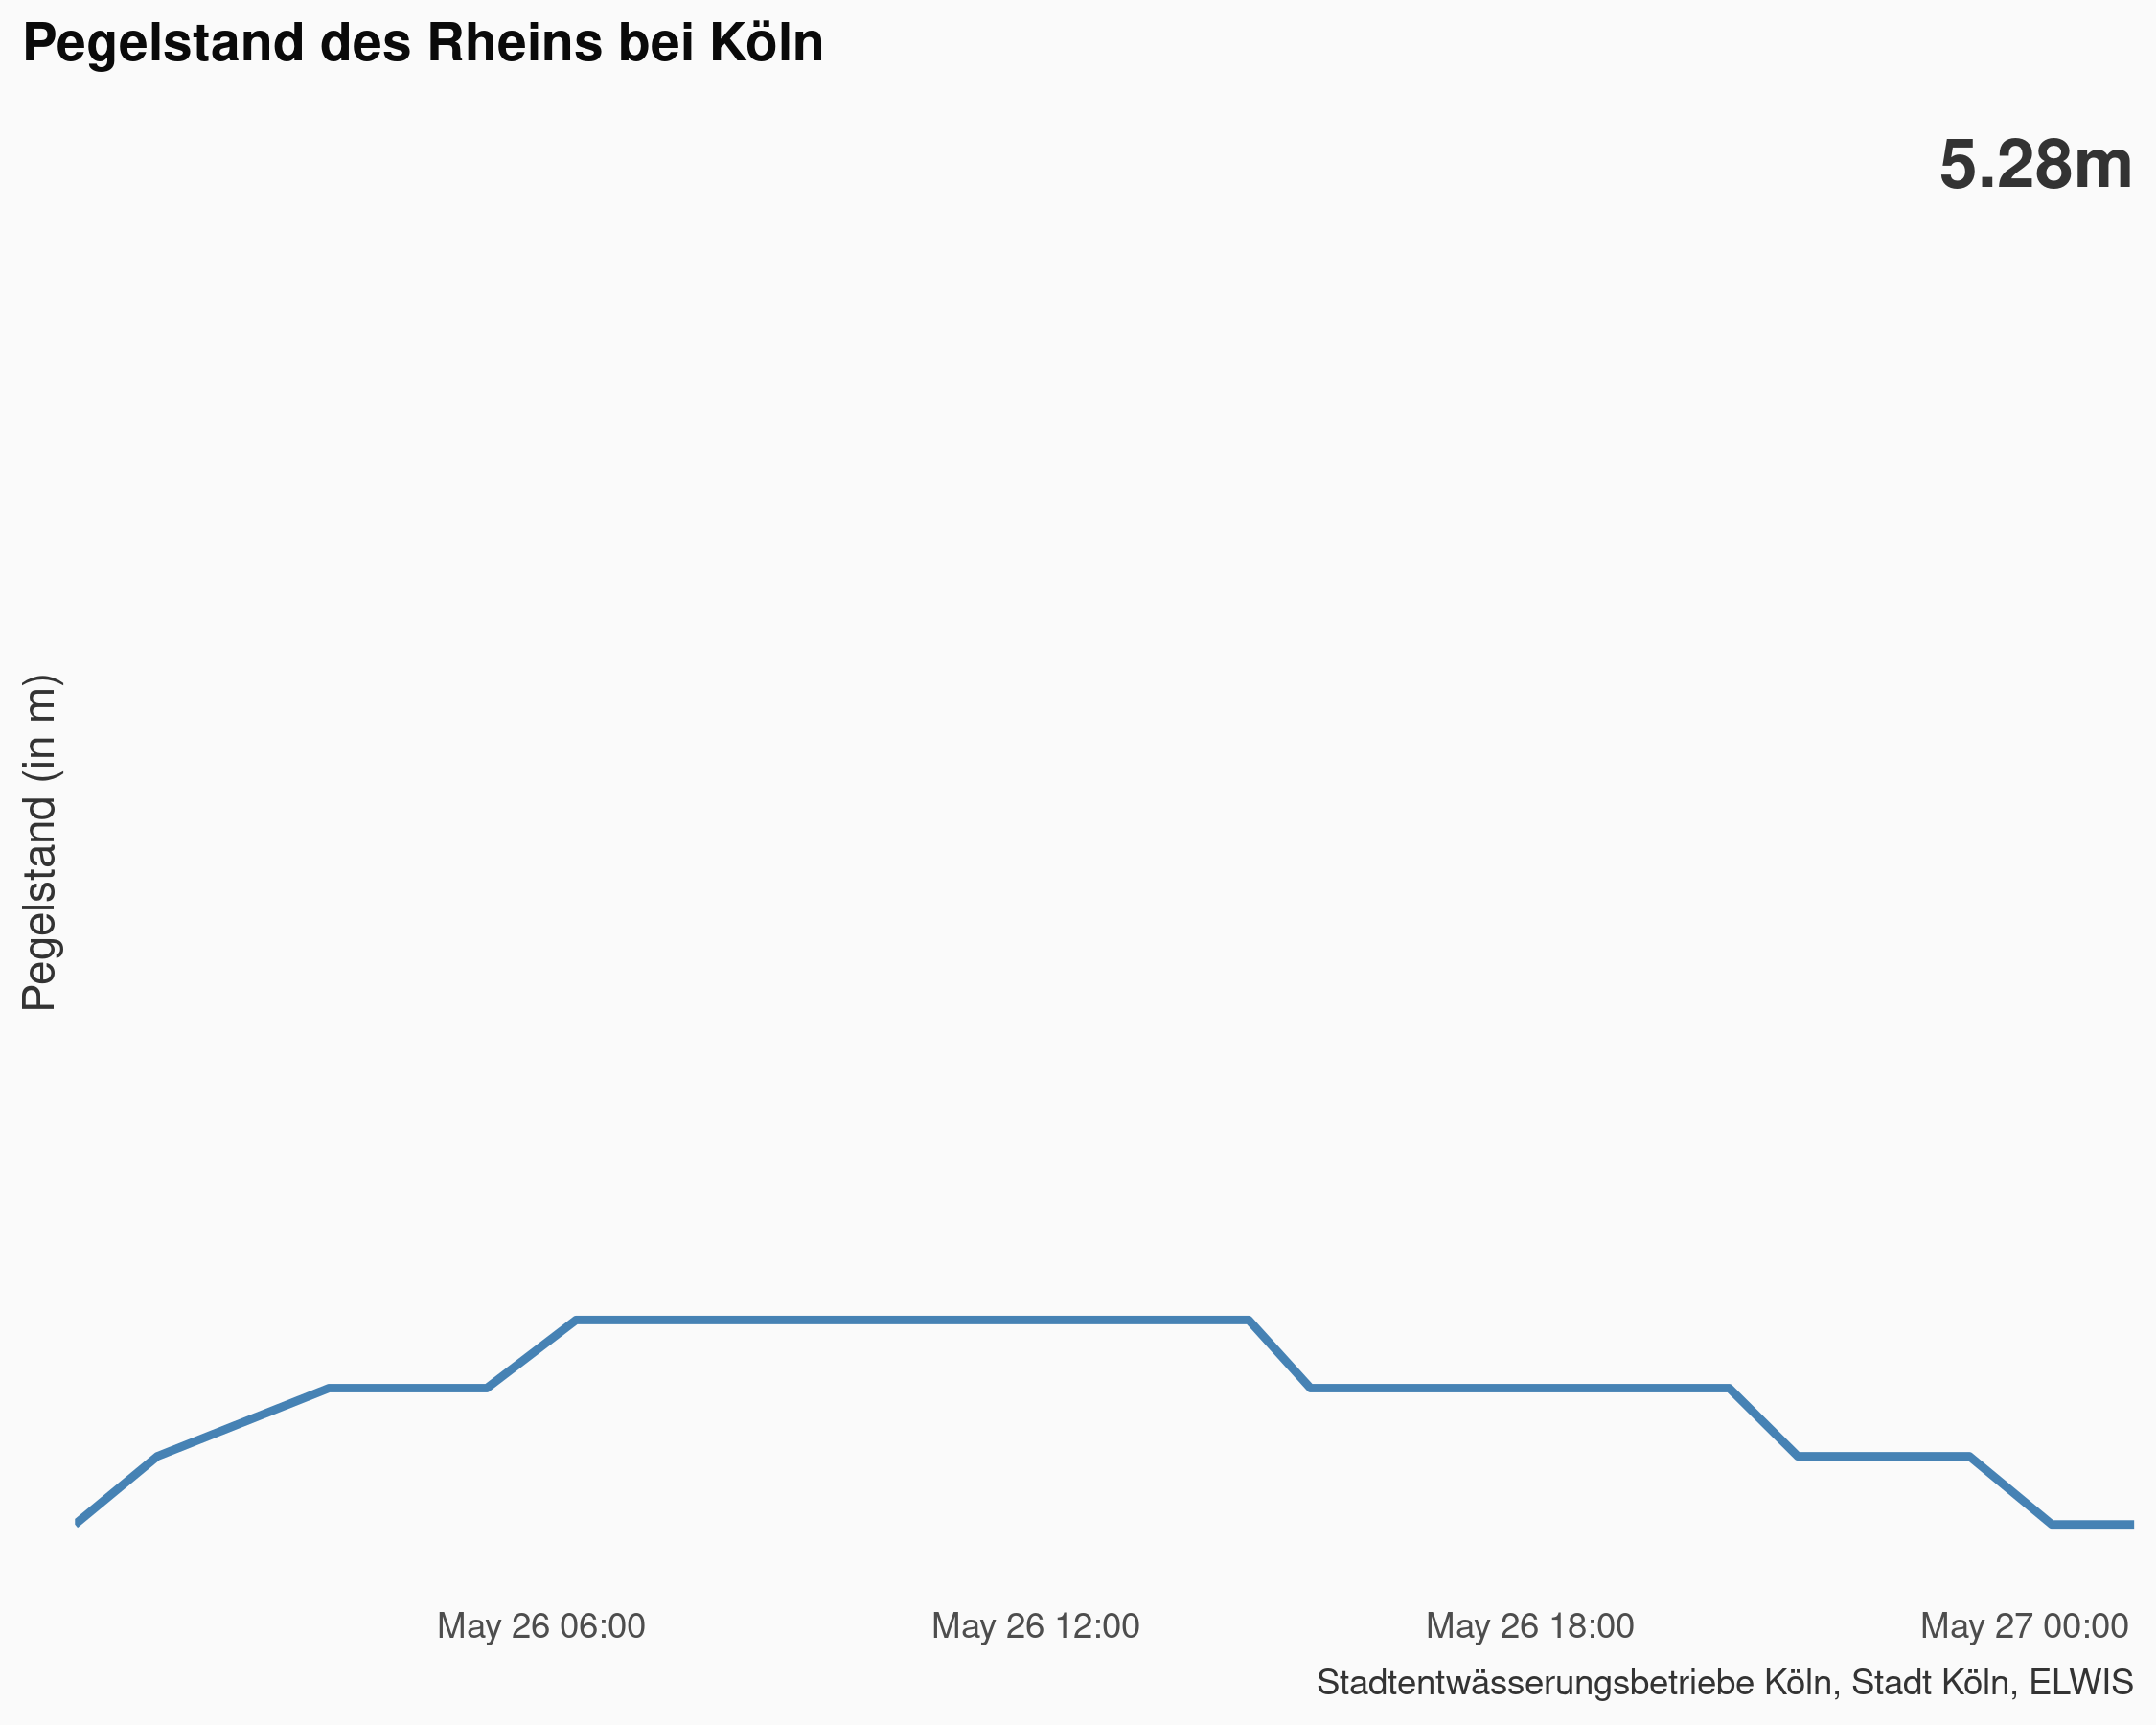 Pegelstand des Rheins bei Köln
5.28m
Pegelstand (in m)
May 26 06:00
May 26 12:00
May 26 18:00
May 27 00:00
Stadtentwässerungsbetriebe Köln, Stadt Köln, ELWIS